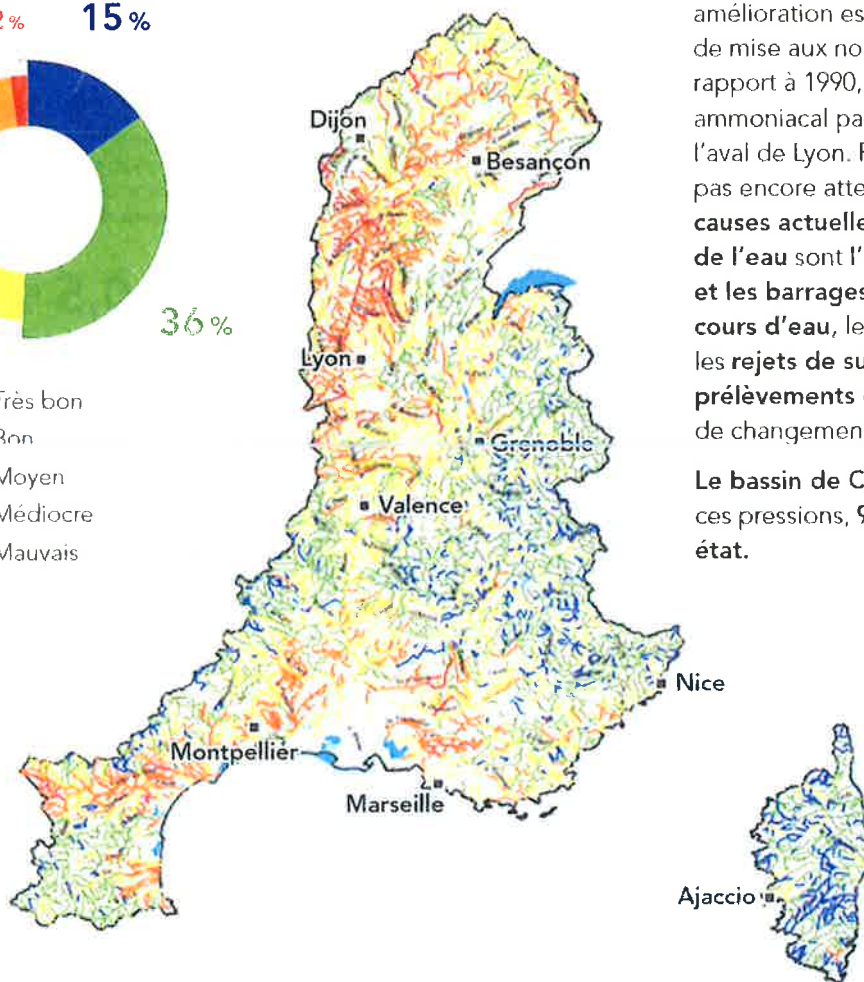 2%
15%
36%
Très bon
Bon
Moyen
Médiocre
Mauvais
Dijon
Besançon
Lyon
Grenoble
Valence
Nice
Montpellier
Marseille
Ajaccio
amélioration es
de mise aux no
rapport à 1990,
ammoniacal pa
l'aval de Lyon.
pas encore atte
causes actuelle
de l'eau sont l'
et les barrages
cours d'eau, le
les rejets de su
prélèvements
de changemen
Le bassin de C
ces pressions, 9
état.